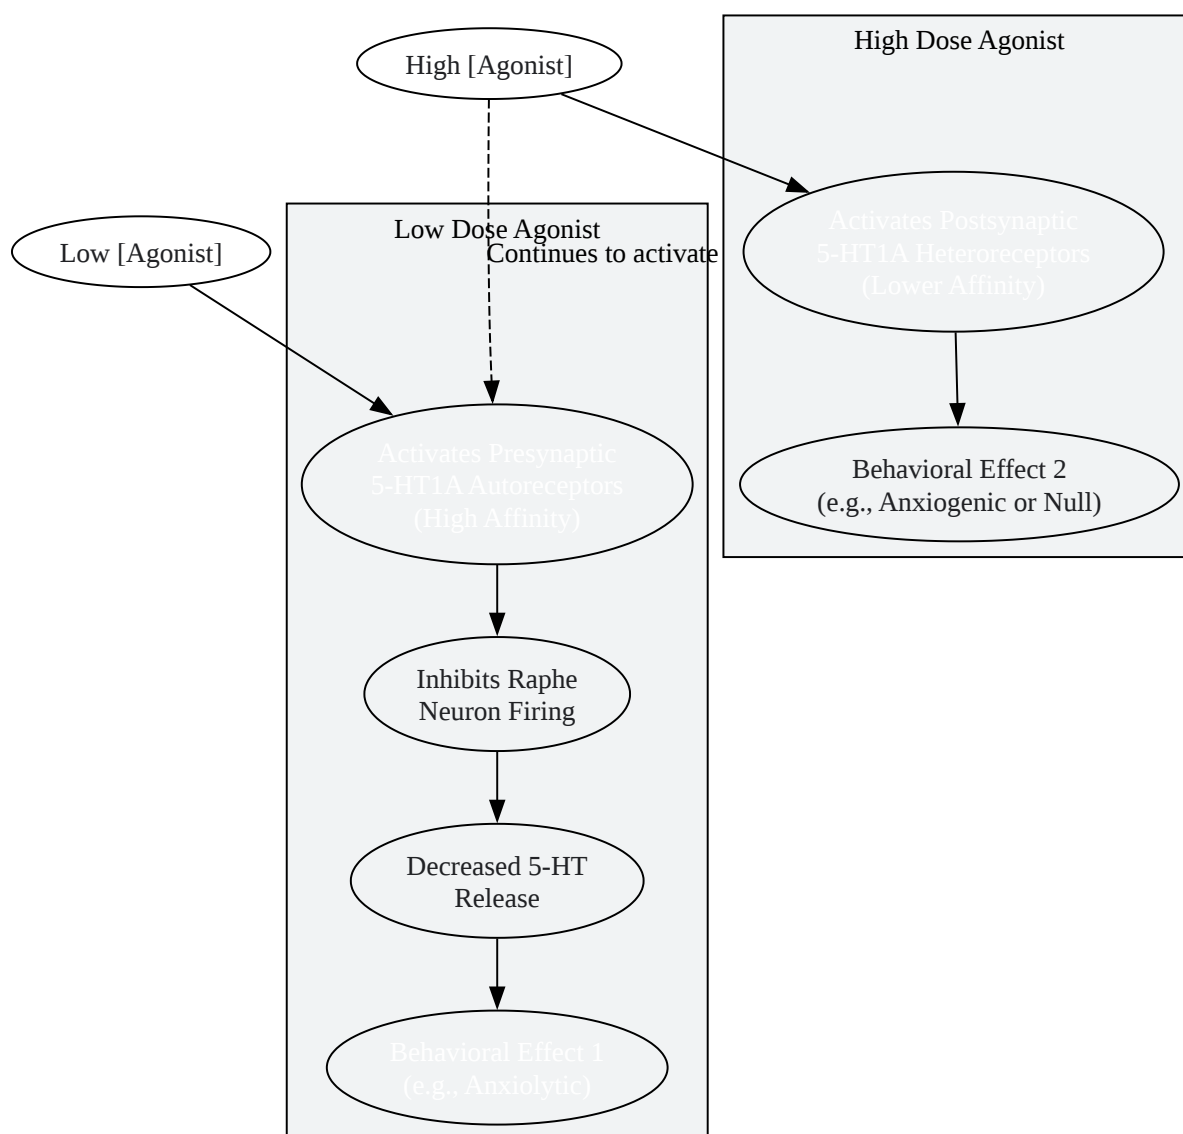 High Dose Agonist
High [Agonist]
Activates Postsynaptic
5-HT1A Heteroreceptors
(Lower Affinity)
Low Dose Agonist
Low [Agonist]
Continues to activate
Activates Presynaptic
5-HT1A Autoreceptors
(High Affinity)
Behavioral Effect 2
(e.g., Anxiogenic or Null)
Inhibits Raphe
Neuron Firing
Decreased 5-HT
Release
Behavioral Effect 1
(e.g., Anxiolytic)